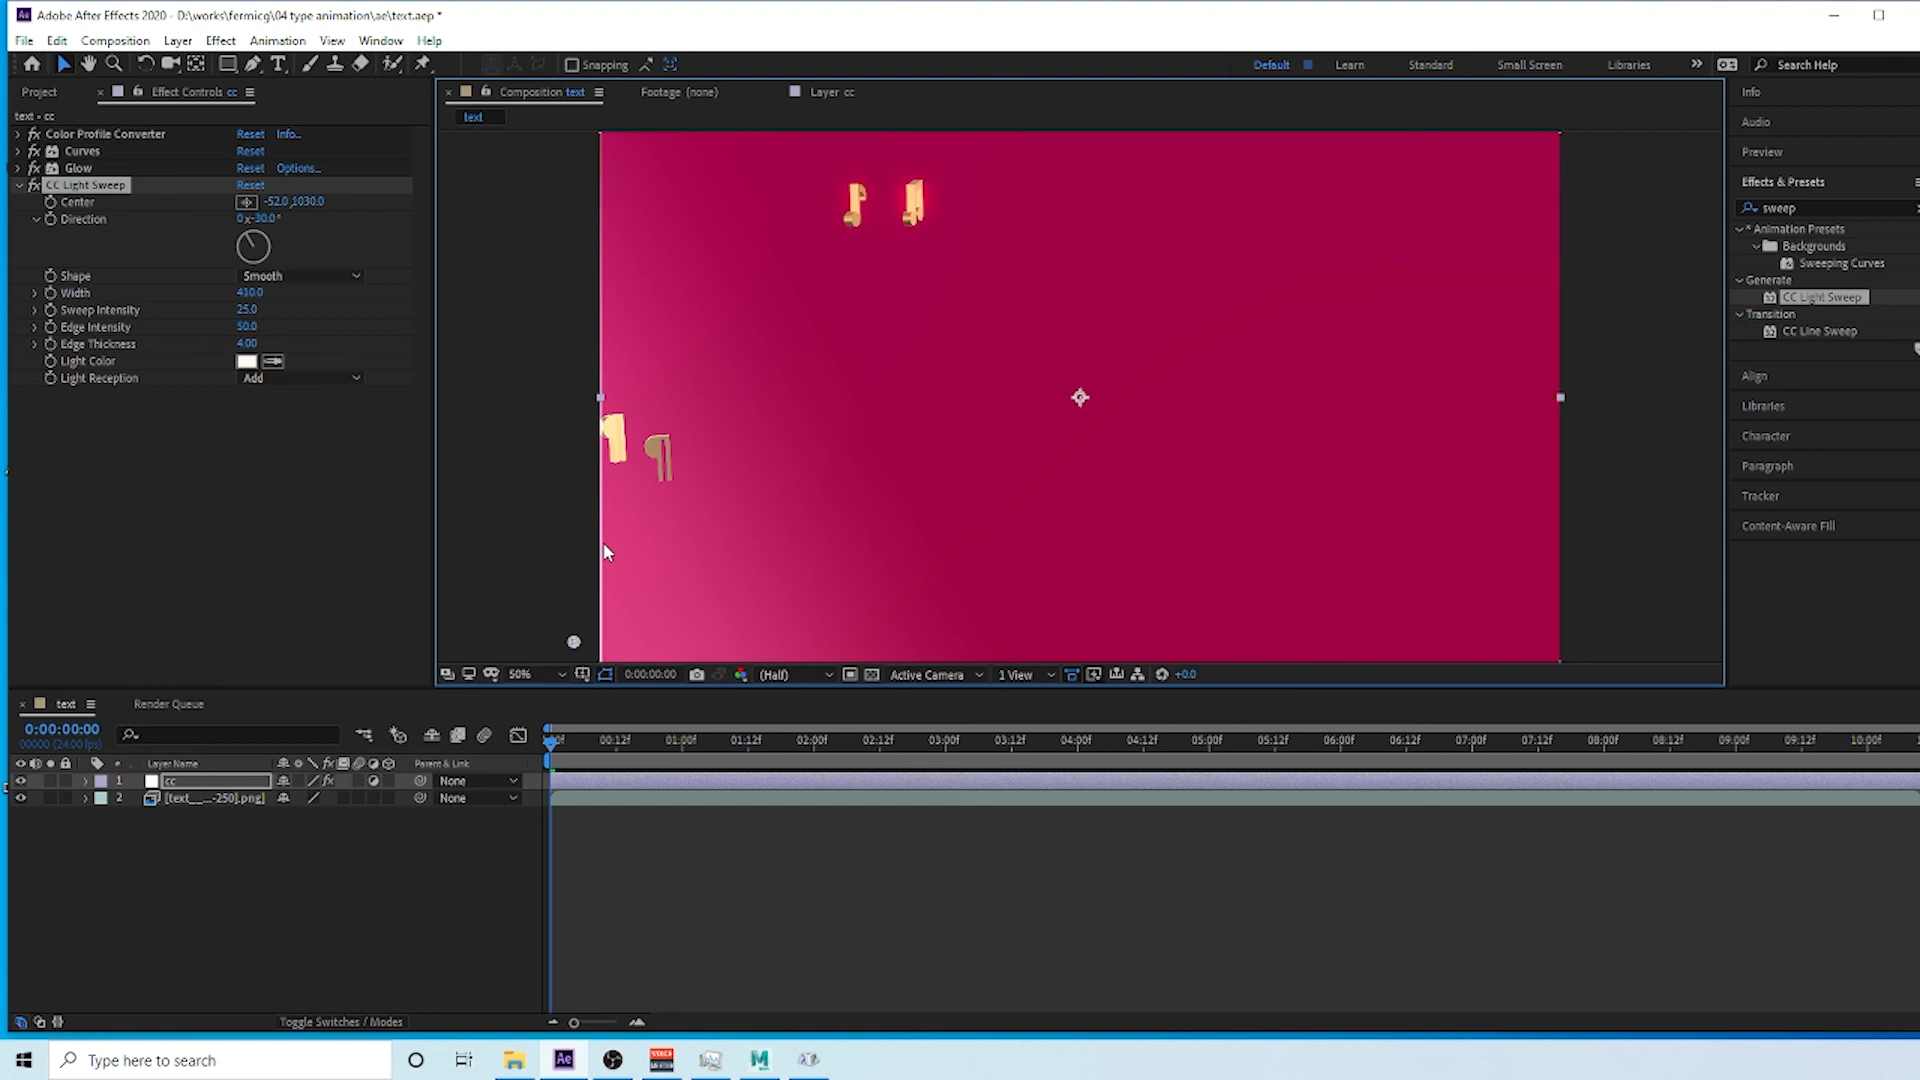 Ae Adobe After Effects 2020 - D:\works\fermicg\04 type animation\ae\text.aep *
File Edit Composition Layer Effect Animation View Window Help
Snapping Default Learn Standard Small Screen Libraries Search Help
Project Effect Controls cc Composition text Footage (none) Layer cc Info
text • cc
text
Color Profile Converter Reset Info...
Curves Reset
Glow Reset Options...
CC Light Sweep Reset
Center -52.0,1030.0
Direction 0x-30.0°
Shape Smooth
Width 410.0
Sweep Intensity 25.0
Edge Intensity 50.0
Edge Thickness 4.00
Light Color
Light Reception Add
¶ ¶
Audio
Preview
Effects & Presets
sweep
* Animation Presets
Backgrounds
Sweeping Curves
Generate
CC Light Sweep
Transition
CC Line Sweep
Align
Libraries
Character
Paragraph
Tracker
Content-Aware Fill
50% 0:00:00:00 (Half) Active Camera 1 View +0.0
text Render Queue
0:00:00:00
00000 (24.00 fps)
00:12f 01:00f 01:12f 02:00f 02:12f 03:00f 03:12f 04:00f 04:12f 05:00f 05:12f 06:00f 06:12f 07:00f 07:12f 08:00f 08:12f 09:00f 09:12f 10:00f
# Layer Name Parent & Link
1 cc None
2 [text__...-250].png] None
Toggle Switches / Modes
Type here to search
Ae